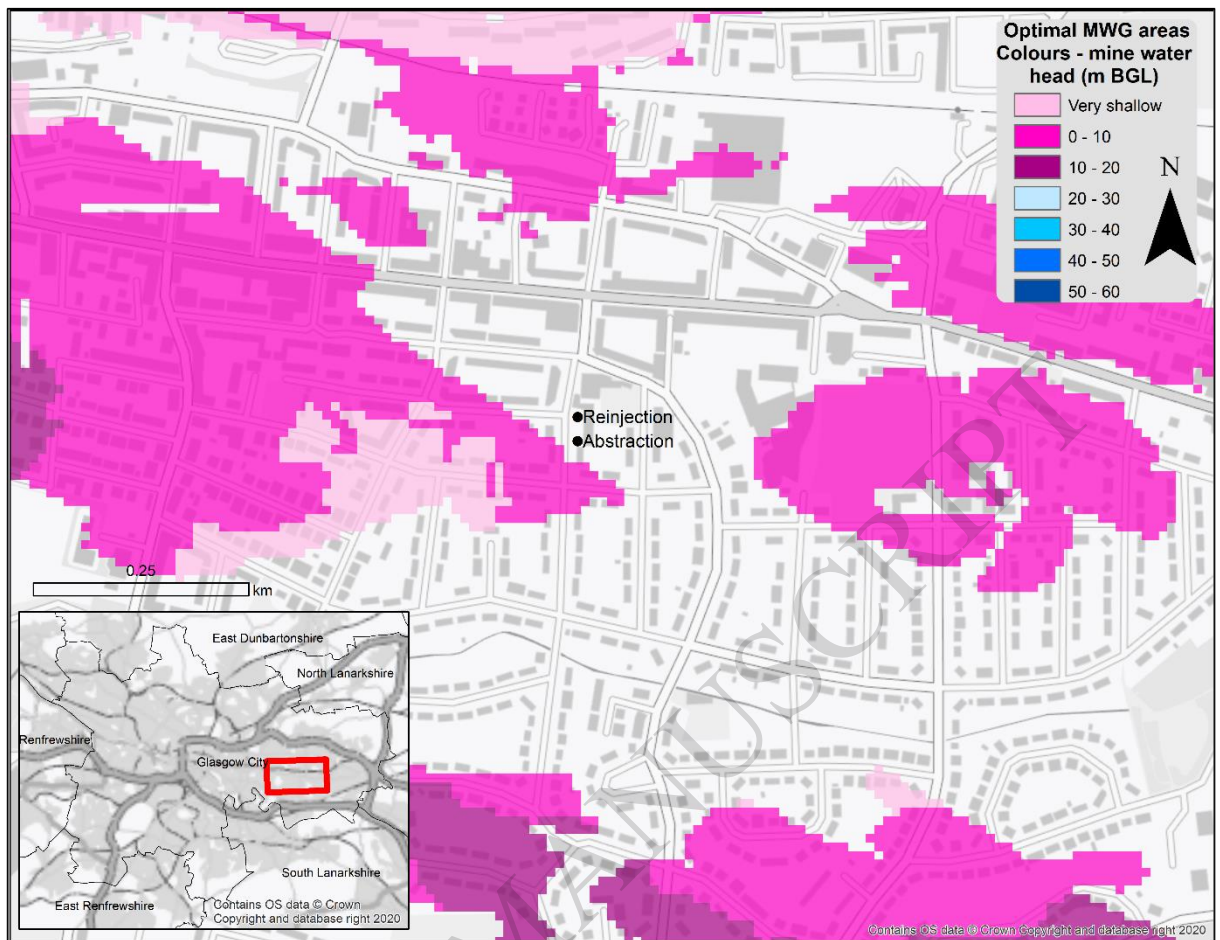 Optimal MWG areas
Colours - mine water
head (m BGL)
Very shallow
0 - 10
10 - 20
20 - 30
30 - 40
40 - 50
50 - 60
N
Reinjection
Abstraction
0.25
km
East Dunbartonshire
North Lanarkshire
Renfrewshire
Glasgow City
South Lanarkshire
East Renfrewshire
Contains OS data © Crown
Copyright and database right 2020
MANUSCRIPT
Contains OS data © Crown Copyright and database right 2020